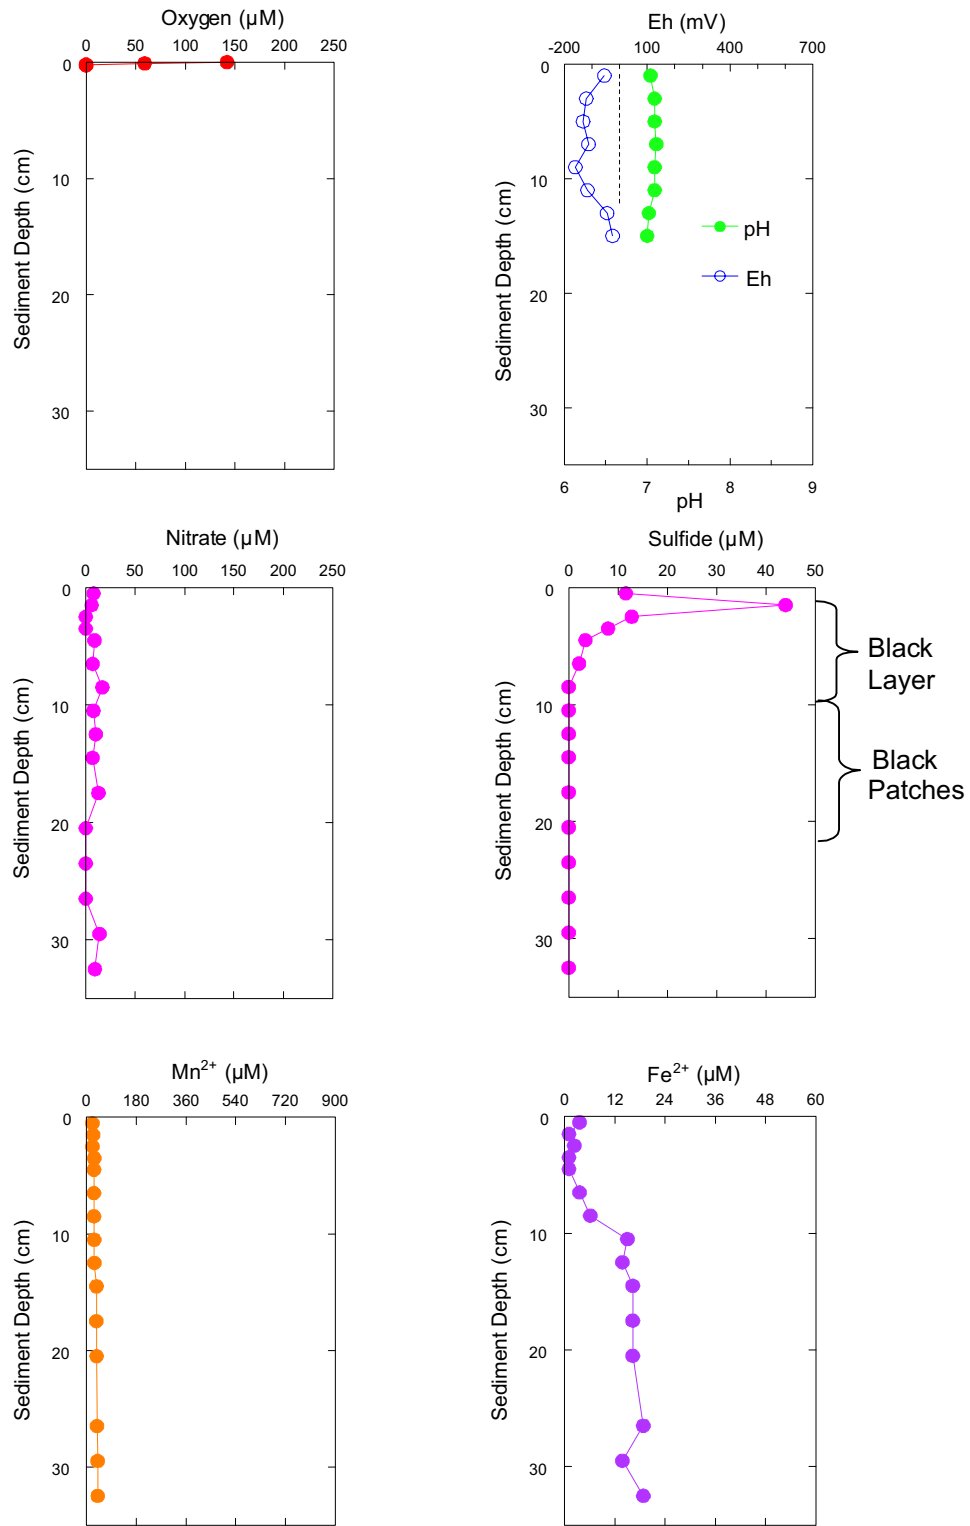 Oxygen (µM)
0 50 100 150 200 250
0
10
20
30
Sediment Depth (cm)
Eh (mV)
-200 100 400 700
0
10
20
30
Sediment Depth (cm)
pH
Eh
6 7 8 9
pH
Nitrate (µM)
0 50 100 150 200 250
0
10
20
30
Sediment Depth (cm)
Sulfide (µM)
0 10 20 30 40 50
0
10
20
30
Sediment Depth (cm)
Black
Layer
Black
Patches
Mn2+ (µM)
0 180 360 540 720 900
0
10
20
30
Sediment Depth (cm)
Fe2+ (µM)
0 12 24 36 48 60
0
10
20
30
Sediment Depth (cm)